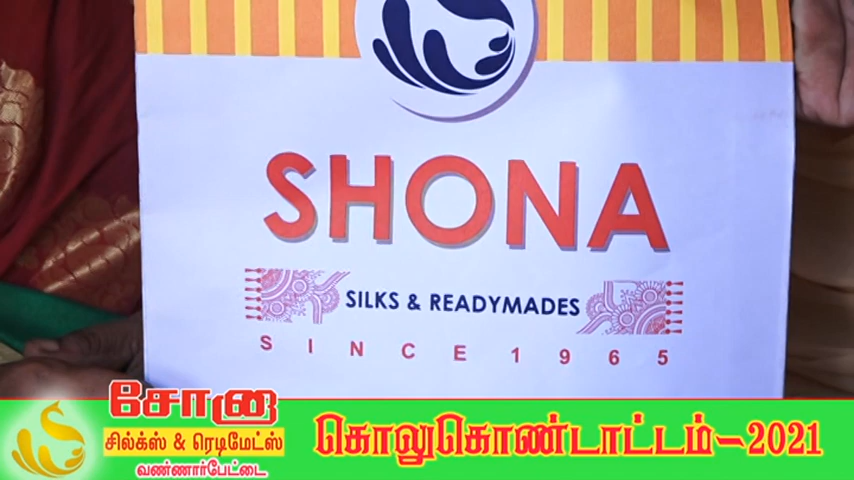 SHONA
SILKS & READYMADES
SINCE 1965
சோனா
சில்க்ஸ் & ரெடிமேட்ஸ்
வண்ணார்பேட்டை
கொலுகொண்டாட்டம்-2021